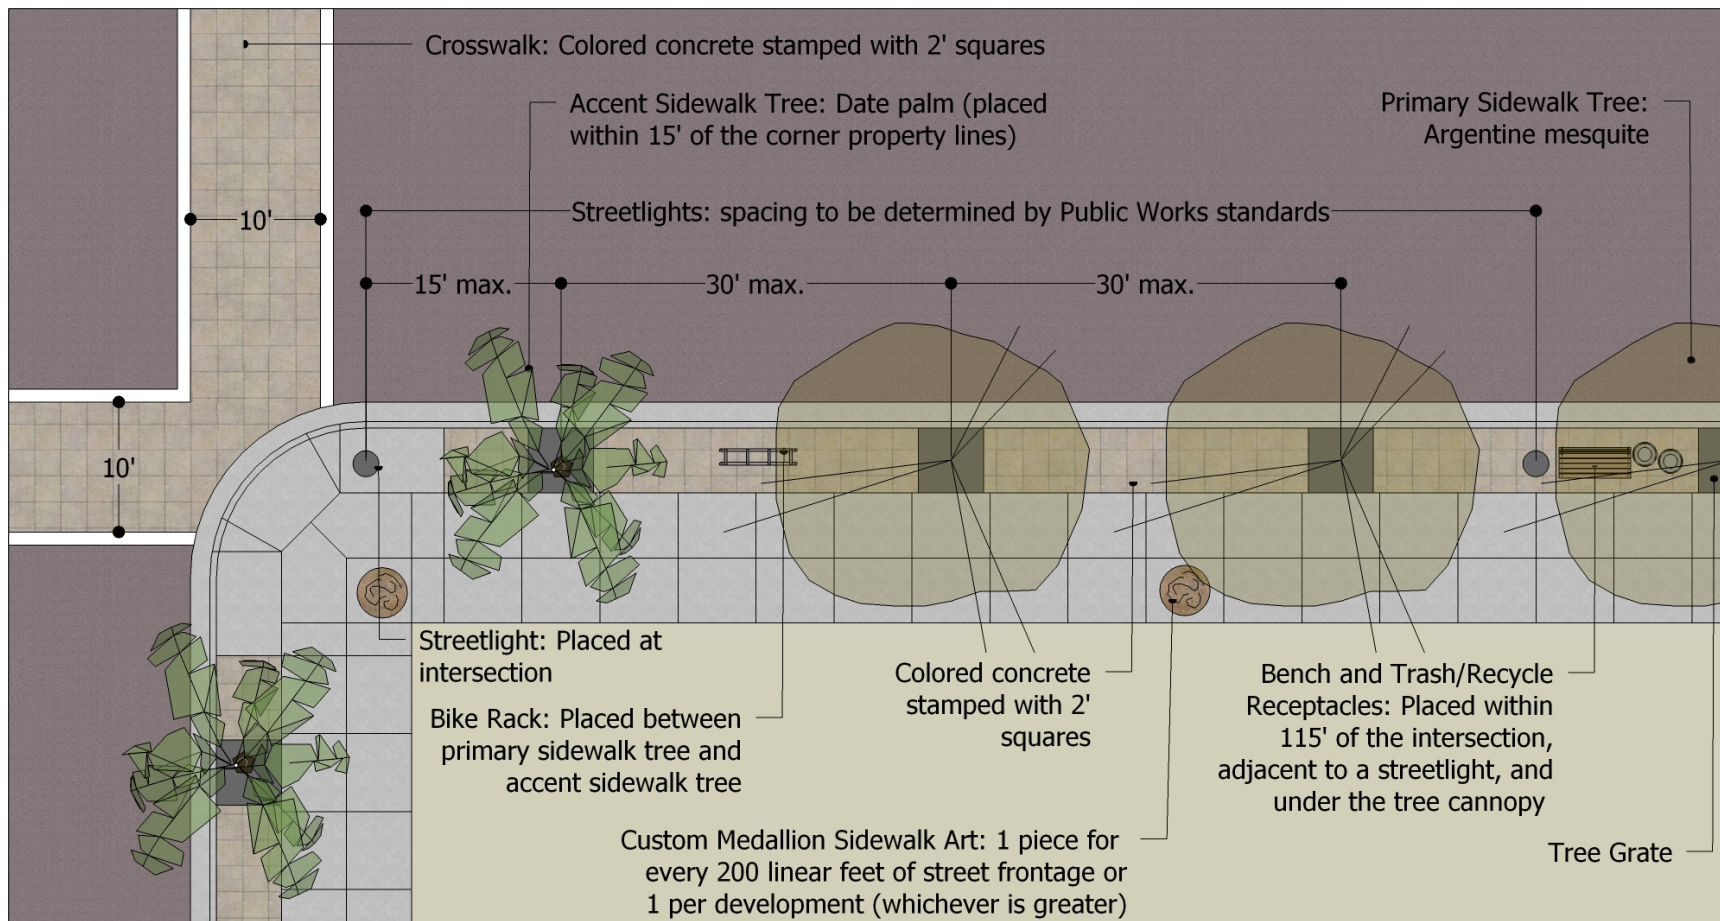 Crosswalk: Colored concrete stamped with 2' squares
Accent Sidewalk Tree: Date palm (placed
within 15' of the corner property lines)
Primary Sidewalk Tree:
Argentine mesquite
10'
Streetlights: spacing to be determined by Public Works standards
15' max.
30' max.
30' max.
10'
Streetlight: Placed at
intersection
Bike Rack: Placed between
primary sidewalk tree and
accent sidewalk tree
Colored concrete
stamped with 2'
squares
Bench and Trash/Recycle
Receptacles: Placed within
115' of the intersection,
adjacent to a streetlight, and
under the tree cannopy
Custom Medallion Sidewalk Art: 1 piece for
every 200 linear feet of street frontage or
1 per development (whichever is greater)
Tree Grate